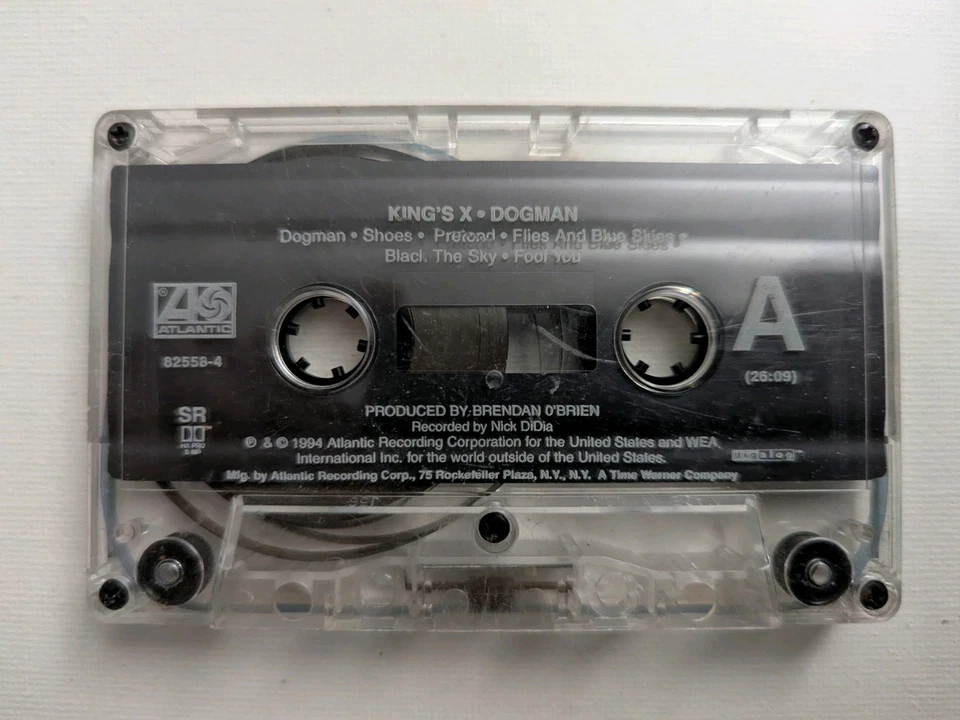 KING'S X • DOGMAN
Dogman • Shoes • Pretend • Flies And Blue Skies •
Black The Sky • Fool You
ATLANTIC
82558-4
A
(26:09)
SR
PRODUCED BY BRENDAN O'BRIEN
Recorded by Nick DiDia
℗ & © 1994 Atlantic Recording Corporation for the United States and WEA
International Inc. for the world outside of the United States.
Mfg. by Atlantic Recording Corp., 75 Rockefeller Plaza, N.Y., N.Y. A Time Warner Company
digalog